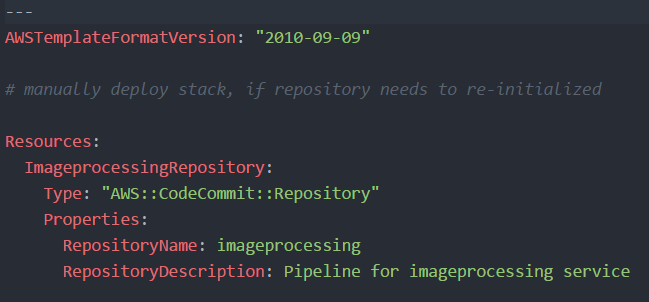 ---
AWSTemplateFormatVersion: "2010-09-09"
# manually deploy stack, if repository needs to re-initialized
Resources:
  ImageprocessingRepository:
    Type: "AWS::CodeCommit::Repository"
    Properties:
      RepositoryName: imageprocessing
      RepositoryDescription: Pipeline for imageprocessing service